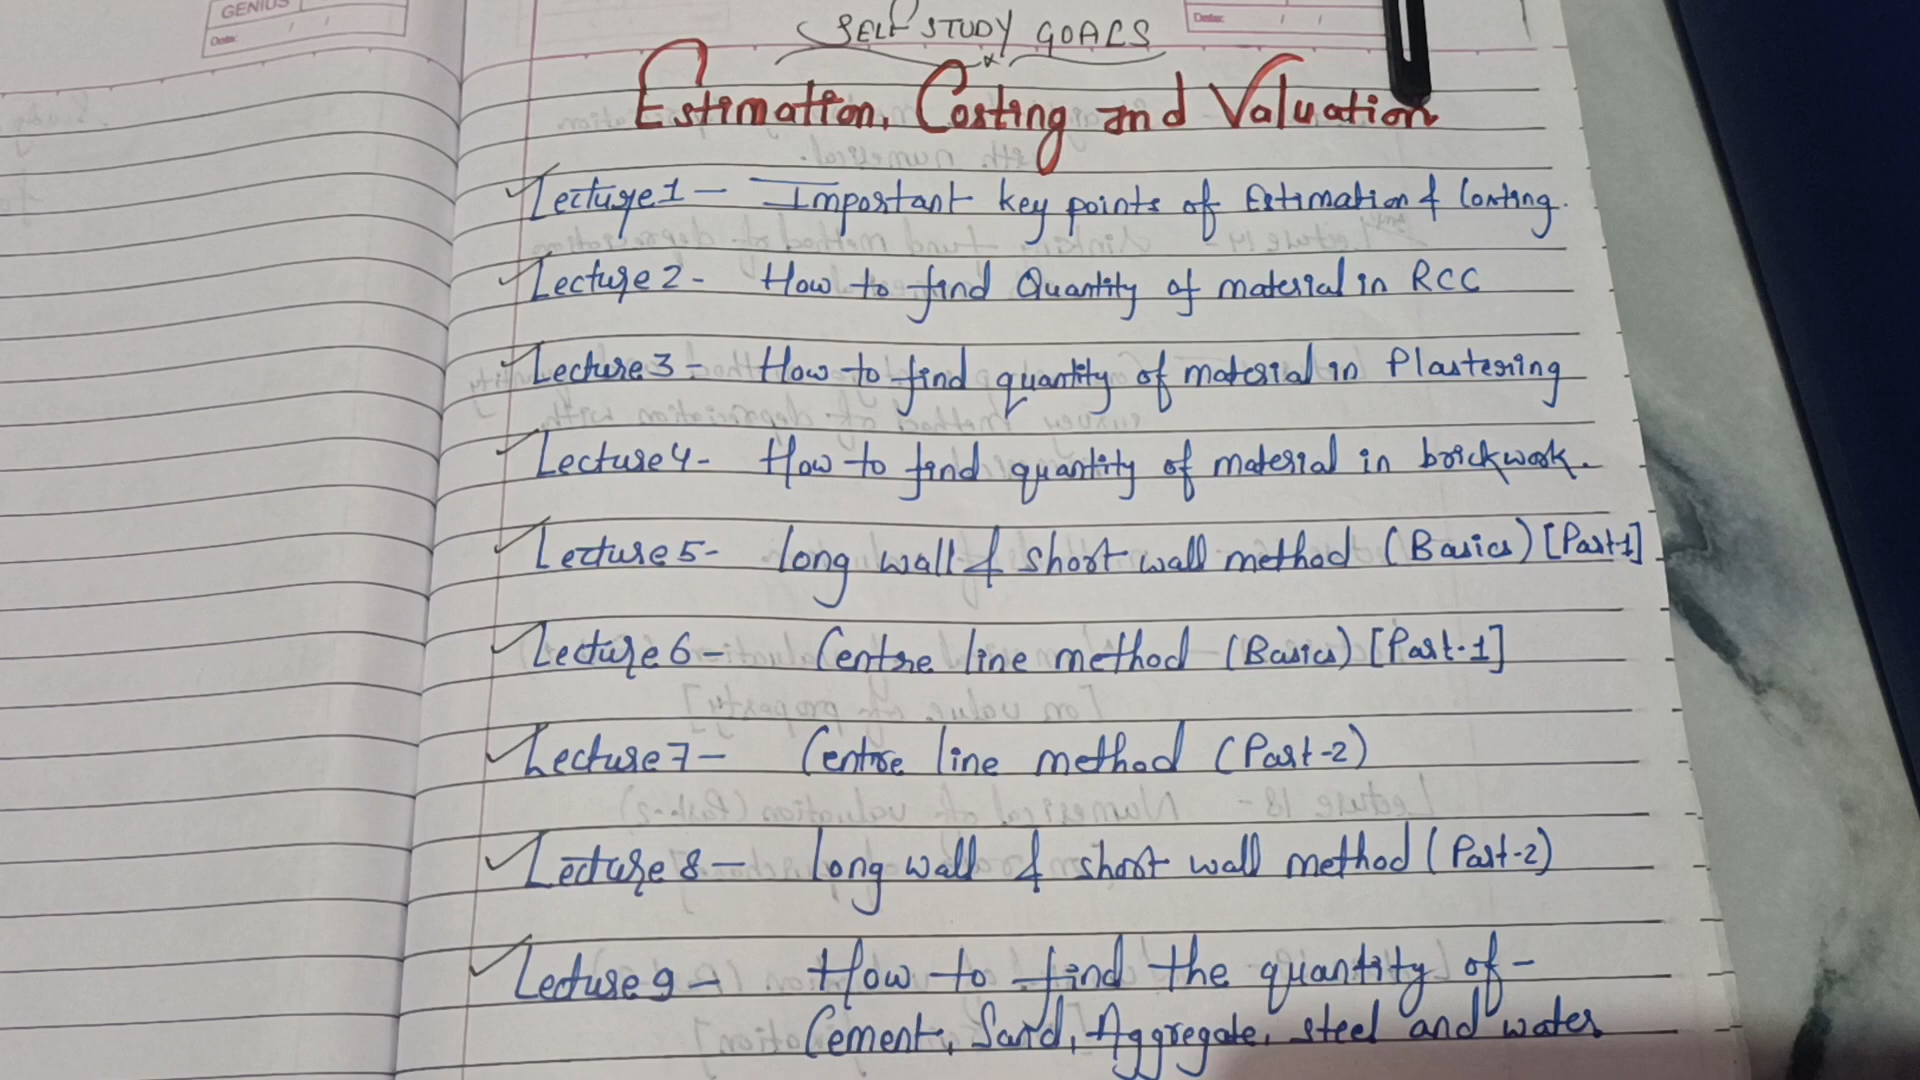 GENIUS
Date: / /
Date: / /
SELF STUDY GOALS
Estimation, Costing and Valuation
Lecture 1 - Important key points of Estimation & Costing.
Lecture 2 - How to find Quantity of material in RCC
Lecture 3 - How to find quantity of material in Plastering
Lecture 4 - How to find quantity of material in brickwork.
Lecture 5 - Long wall & short wall method (Basics) [Part-1]
Lecture 6 - Centre line method (Basics) [Part-1]
Lecture 7 - Centre line method (Part-2)
Lecture 8 - Long wall & short wall method (Part-2)
Lecture 9 - How to find the quantity of -
Cement, Sand, Aggregate, steel and water